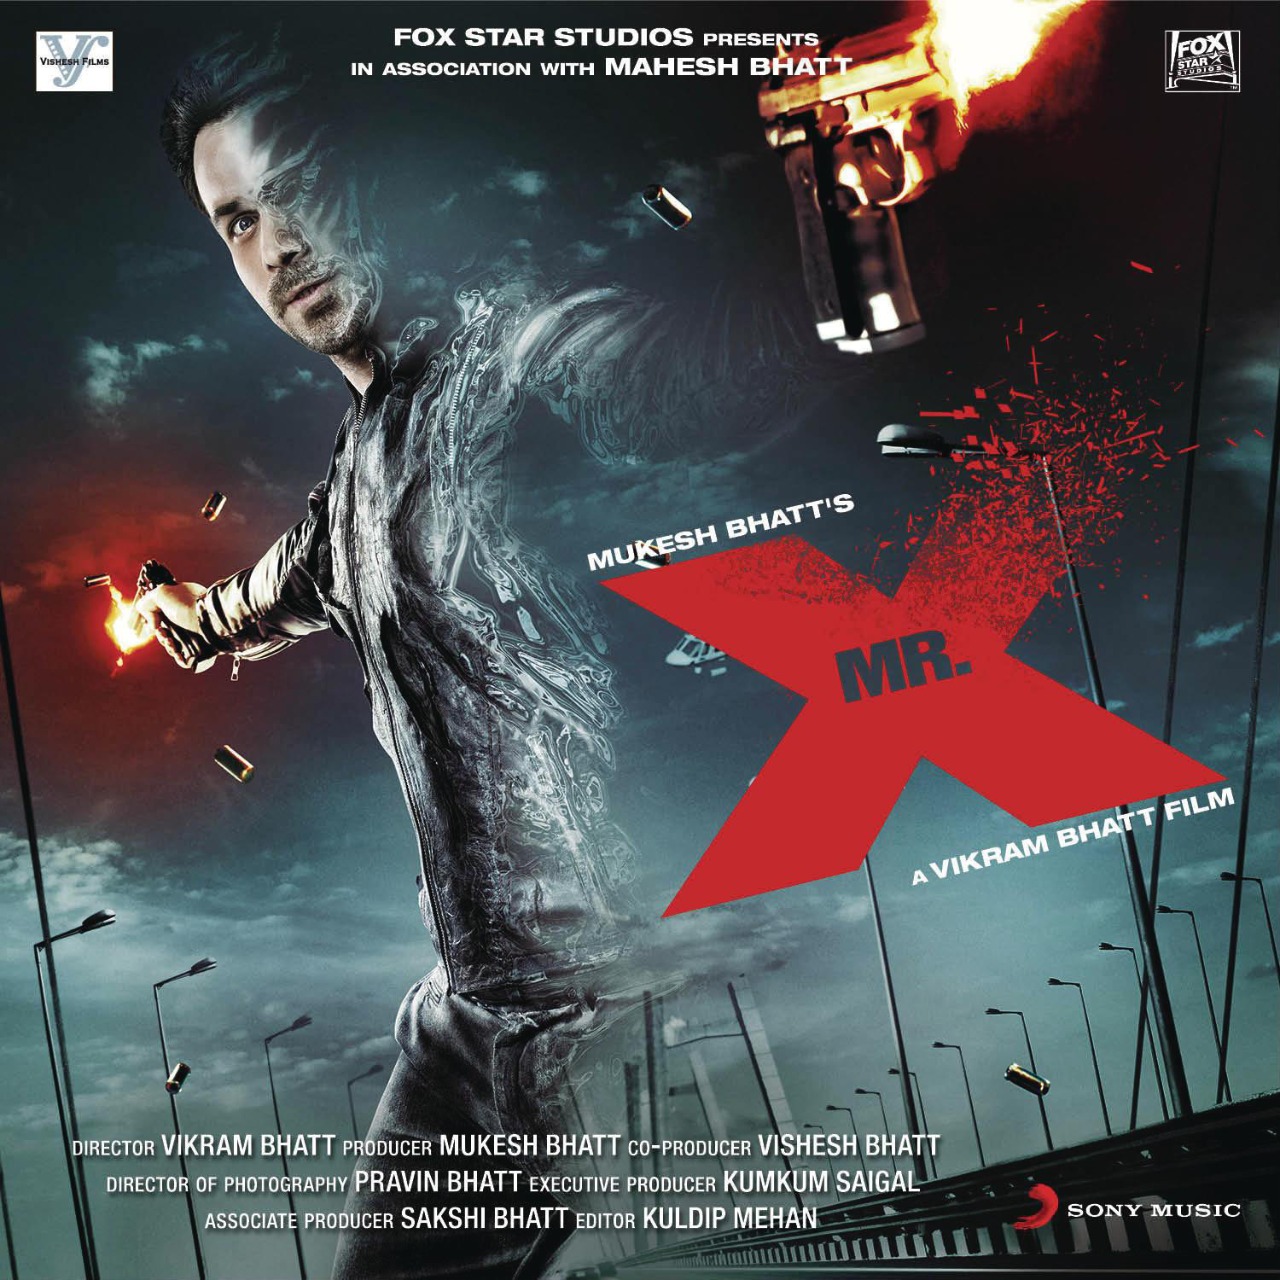 VISHESH FILMS
FOX STAR STUDIOS PRESENTS
IN ASSOCIATION WITH MAHESH BHATT
FOX
STAR
STUDIOS
MUKESH BHATT'S
MR.
X
A VIKRAM BHATT FILM
DIRECTOR VIKRAM BHATT PRODUCER MUKESH BHATT CO-PRODUCER VISHESH BHATT
DIRECTOR OF PHOTOGRAPHY PRAVIN BHATT EXECUTIVE PRODUCER KUMKUM SAIGAL
ASSOCIATE PRODUCER SAKSHI BHATT EDITOR KULDIP MEHAN
SONY MUSIC